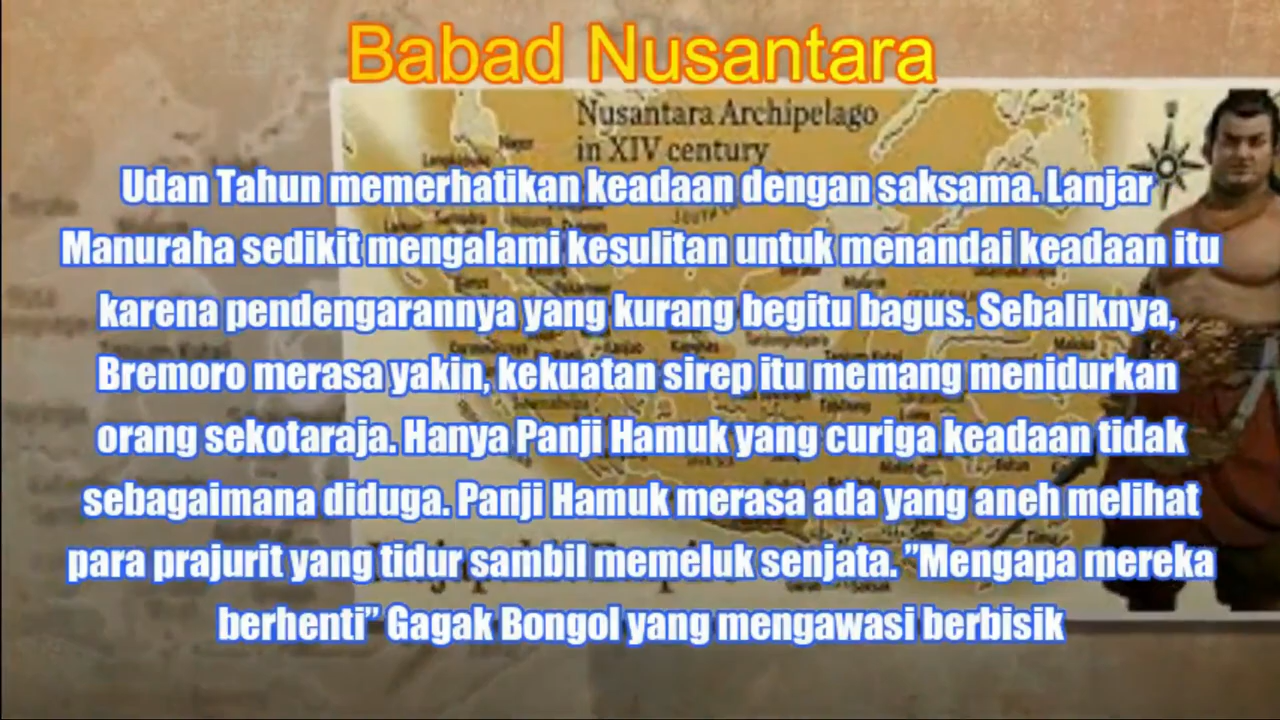 Babad Nusantara
Nusantara Archipelago
in XIV century
Udan Tahun memerhatikan keadaan dengan saksama. Lanjar
Manuraha sedikit mengalami kesulitan untuk menandai keadaan itu
karena pendengarannya yang kurang begitu bagus. Sebaliknya,
Bremoro merasa yakin, kekuatan sirep itu memang menidurkan
orang sekotaraja. Hanya Panji Hamuk yang curiga keadaan tidak
sebagaimana diduga. Panji Hamuk merasa ada yang aneh melihat
para prajurit yang tidur sambil memeluk senjata. ”Mengapa mereka
berhenti” Gagak Bongol yang mengawasi berbisik